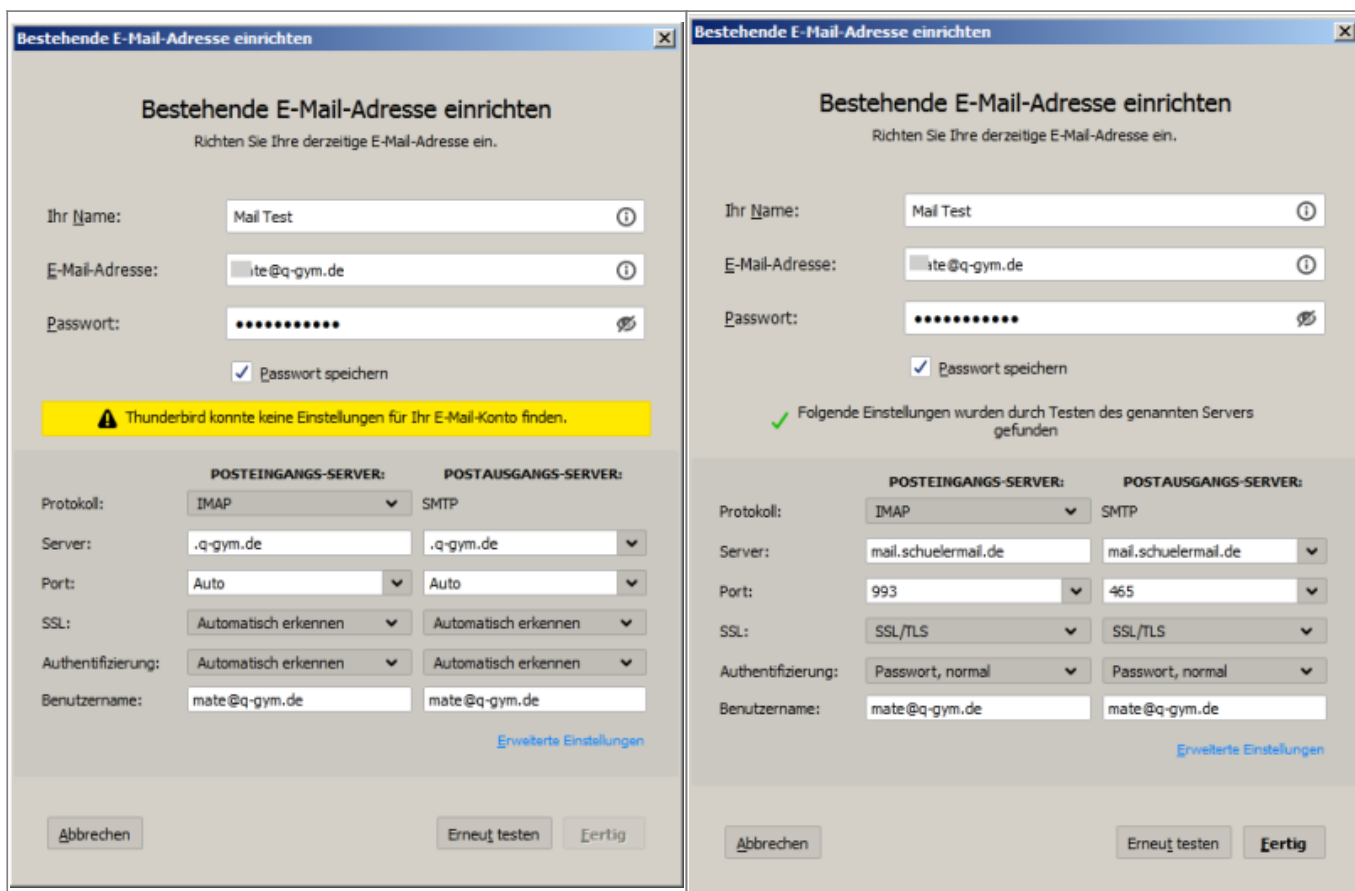 Bestehende E-Mail-Adresse einrichten
Bestehende E-Mail-Adresse einrichten
Richten Sie Ihre derzeitige E-Mail-Adresse ein.
Ihr Name: Mail Test
E-Mail-Adresse: te@q-gym.de
Passwort: •••••••••••
Passwort speichern
Thunderbird konnte keine Einstellungen für Ihr E-Mail-Konto finden.
POSTEINGANGS-SERVER: POSTAUSGANGS-SERVER:
Protokoll: IMAP SMTP
Server: .q-gym.de .q-gym.de
Port: Auto Auto
SSL: Automatisch erkennen Automatisch erkennen
Authentifizierung: Automatisch erkennen Automatisch erkennen
Benutzername: mate@q-gym.de mate@q-gym.de
Erweiterte Einstellungen
Abbrechen Erneut testen Fertig
Bestehende E-Mail-Adresse einrichten
Bestehende E-Mail-Adresse einrichten
Richten Sie Ihre derzeitige E-Mail-Adresse ein.
Ihr Name: Mail Test
E-Mail-Adresse: ate@q-gym.de
Passwort: •••••••••••
Passwort speichern
Folgende Einstellungen wurden durch Testen des genannten Servers
gefunden
POSTEINGANGS-SERVER: POSTAUSGANGS-SERVER:
Protokoll: IMAP SMTP
Server: mail.schuelermail.de mail.schuelermail.de
Port: 993 465
SSL: SSL/TLS SSL/TLS
Authentifizierung: Passwort, normal Passwort, normal
Benutzername: mate@q-gym.de mate@q-gym.de
Erweiterte Einstellungen
Abbrechen Erneut testen Fertig